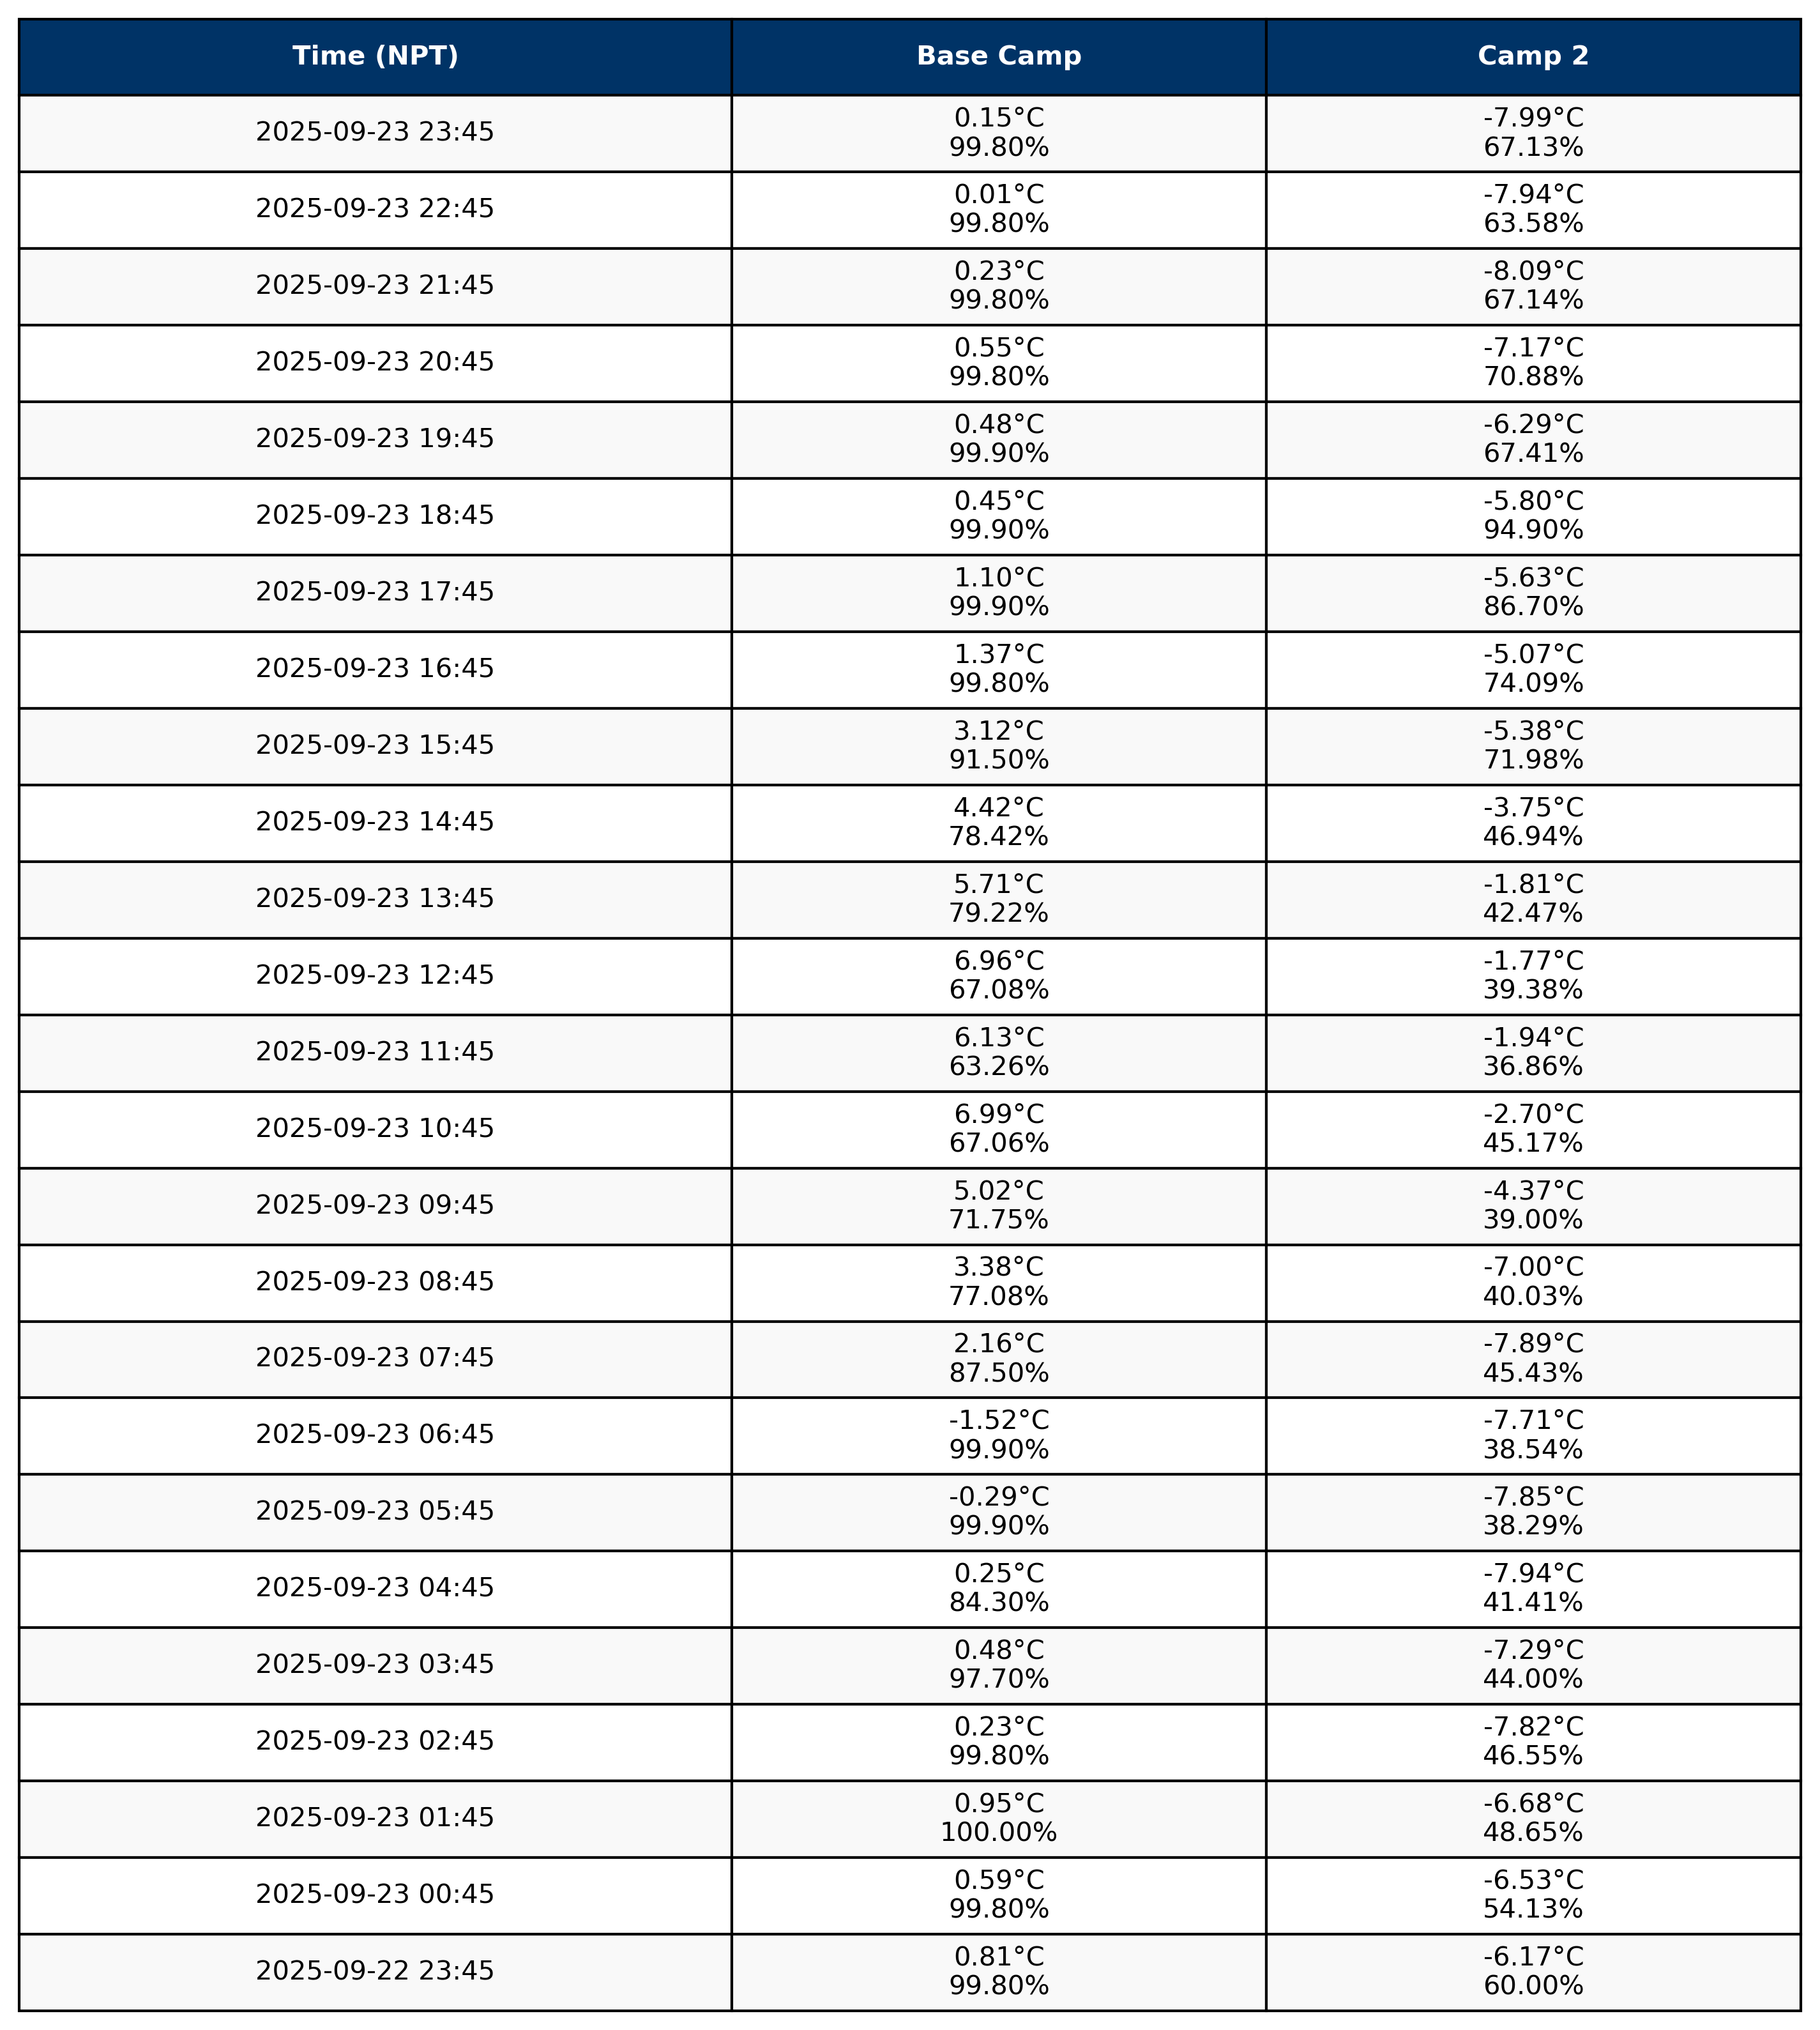 Time (NPT) Base Camp Camp 2
2025-09-23 23:45 0.15°C -7.99°C
99.80% 67.13%
2025-09-23 22:45 0.01°C -7.94°C
99.80% 63.58%
2025-09-23 21:45 0.23°C -8.09°C
99.80% 67.14%
2025-09-23 20:45 0.55°C -7.17°C
99.80% 70.88%
2025-09-23 19:45 0.48°C -6.29°C
99.90% 67.41%
2025-09-23 18:45 0.45°C -5.80°C
99.90% 94.90%
2025-09-23 17:45 1.10°C -5.63°C
99.90% 86.70%
2025-09-23 16:45 1.37°C -5.07°C
99.80% 74.09%
2025-09-23 15:45 3.12°C -5.38°C
91.50% 71.98%
2025-09-23 14:45 4.42°C -3.75°C
78.42% 46.94%
2025-09-23 13:45 5.71°C -1.81°C
79.22% 42.47%
2025-09-23 12:45 6.96°C -1.77°C
67.08% 39.38%
2025-09-23 11:45 6.13°C -1.94°C
63.26% 36.86%
2025-09-23 10:45 6.99°C -2.70°C
67.06% 45.17%
2025-09-23 09:45 5.02°C -4.37°C
71.75% 39.00%
2025-09-23 08:45 3.38°C -7.00°C
77.08% 40.03%
2025-09-23 07:45 2.16°C -7.89°C
87.50% 45.43%
2025-09-23 06:45 -1.52°C -7.71°C
99.90% 38.54%
2025-09-23 05:45 -0.29°C -7.85°C
99.90% 38.29%
2025-09-23 04:45 0.25°C -7.94°C
84.30% 41.41%
2025-09-23 03:45 0.48°C -7.29°C
97.70% 44.00%
2025-09-23 02:45 0.23°C -7.82°C
99.80% 46.55%
2025-09-23 01:45 0.95°C -6.68°C
100.00% 48.65%
2025-09-23 00:45 0.59°C -6.53°C
99.80% 54.13%
2025-09-22 23:45 0.81°C -6.17°C
99.80% 60.00%